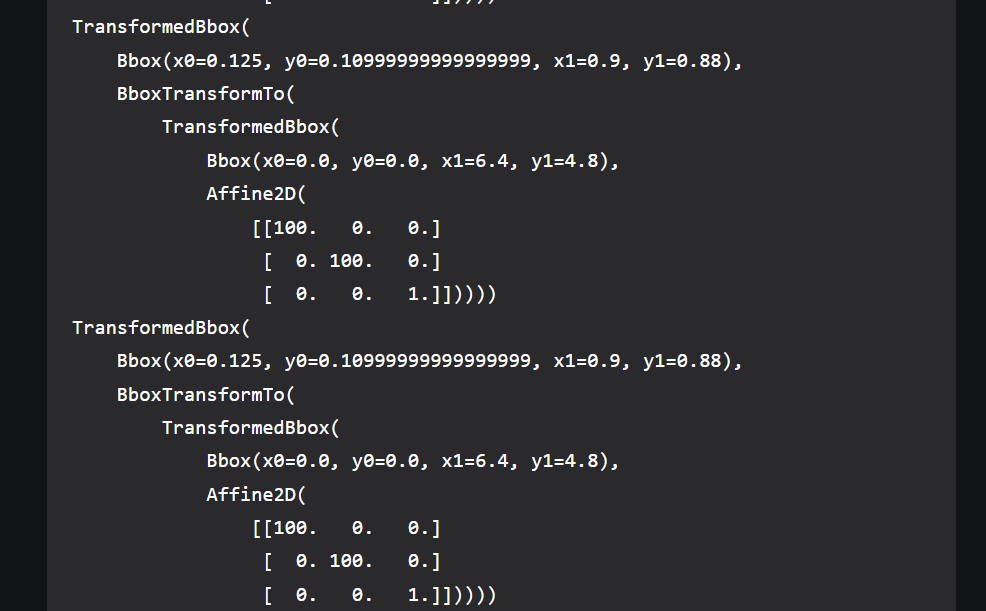 [       ]])))))
TransformedBbox(
    Bbox(x0=0.125, y0=0.10999999999999999, x1=0.9, y1=0.88),
    BboxTransformTo(
        TransformedBbox(
            Bbox(x0=0.0, y0=0.0, x1=6.4, y1=4.8),
            Affine2D(
                [[100.   0.   0.]
                 [  0. 100.   0.]
                 [  0.   0.   1.]])))))
TransformedBbox(
    Bbox(x0=0.125, y0=0.10999999999999999, x1=0.9, y1=0.88),
    BboxTransformTo(
        TransformedBbox(
            Bbox(x0=0.0, y0=0.0, x1=6.4, y1=4.8),
            Affine2D(
                [[100.   0.   0.]
                 [  0. 100.   0.]
                 [  0.   0.   1.]])))))